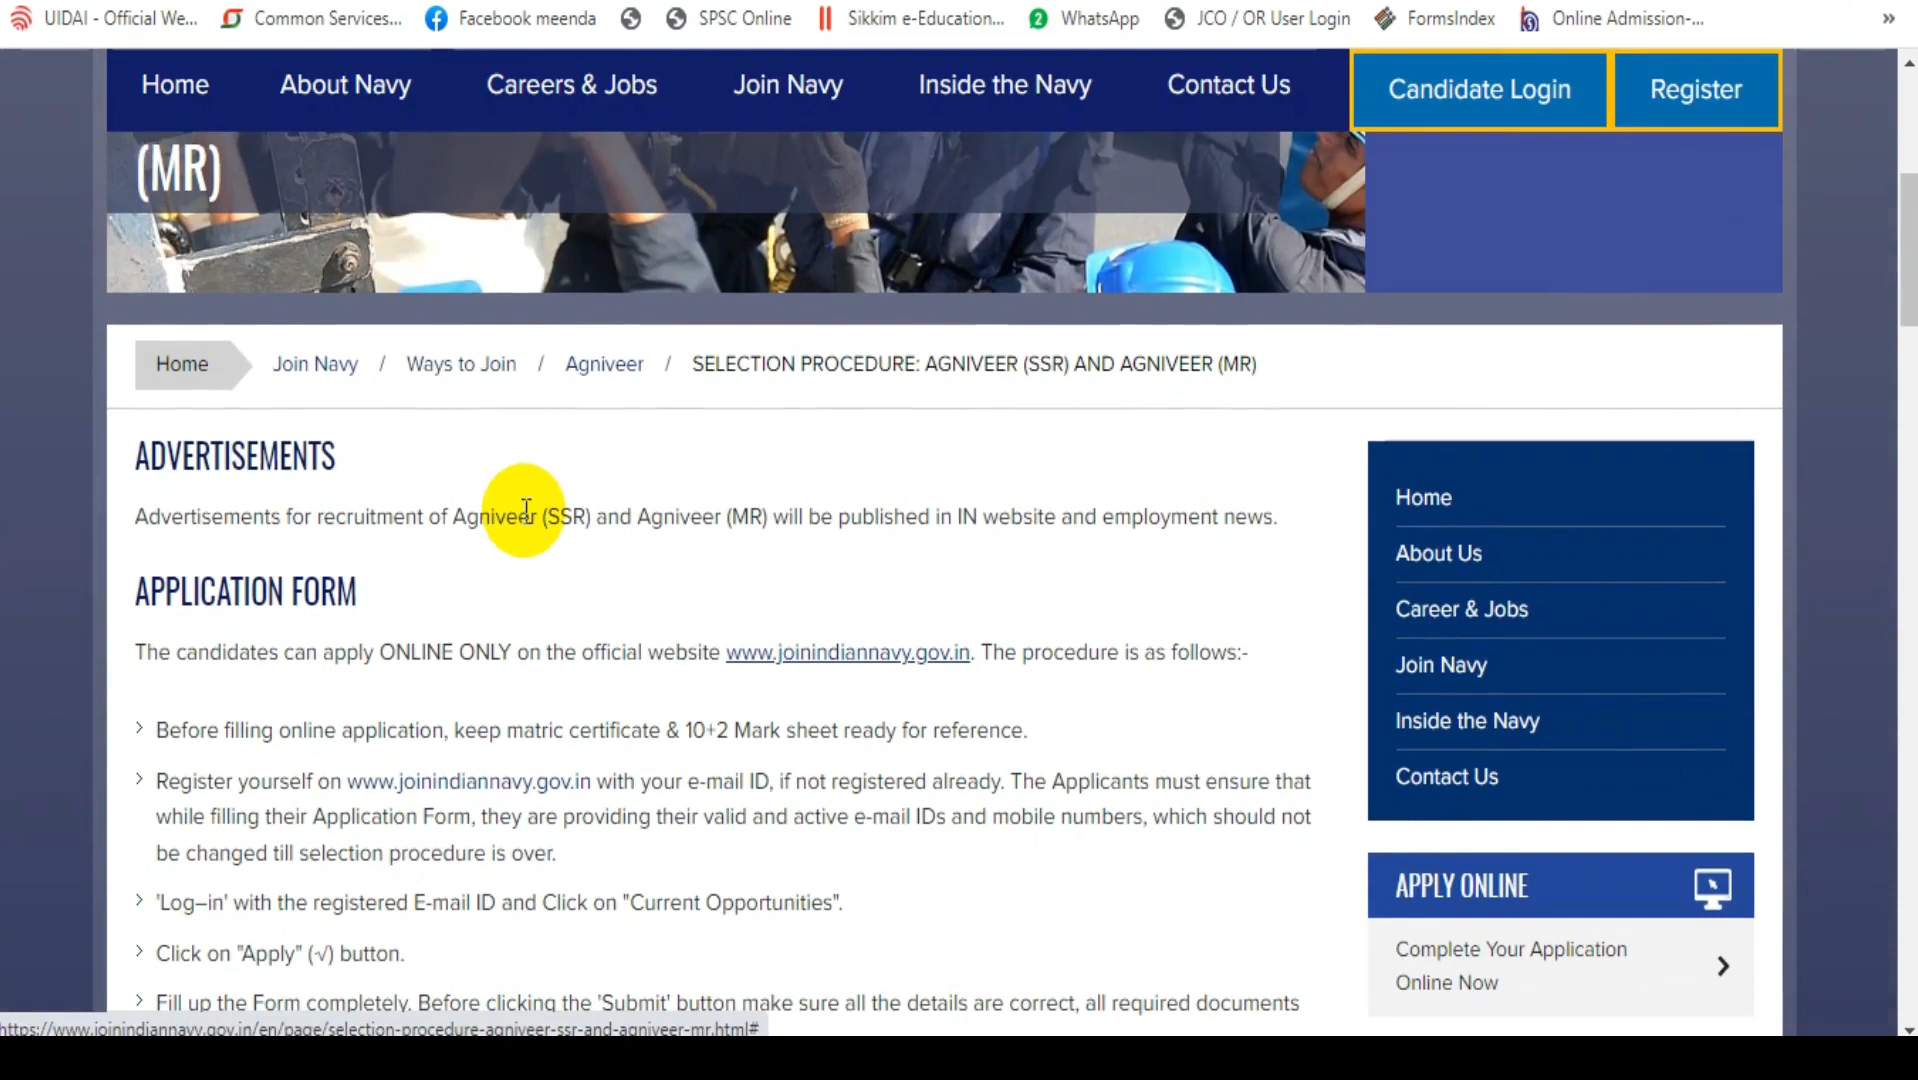 UIDAI - Official We... Common Services... Facebook meenda SPSC Online Sikkim e-Education... 2 WhatsApp JCO / OR User Login FormsIndex Online Admission-... »
Home About Navy Careers & Jobs Join Navy Inside the Navy Contact Us Candidate Login Register
(MR)
Home Join Navy / Ways to Join / Agniveer / SELECTION PROCEDURE: AGNIVEER (SSR) AND AGNIVEER (MR)
ADVERTISEMENTS
Advertisements for recruitment of Agniveer (SSR) and Agniveer (MR) will be published in IN website and employment news.
APPLICATION FORM
The candidates can apply ONLINE ONLY on the official website www.joinindiannavy.gov.in. The procedure is as follows:-
Before filling online application, keep matric certificate & 10+2 Mark sheet ready for reference.
Register yourself on www.joinindiannavy.gov.in with your e-mail ID, if not registered already. The Applicants must ensure that
while filling their Application Form, they are providing their valid and active e-mail IDs and mobile numbers, which should not
be changed till selection procedure is over.
'Log–in' with the registered E-mail ID and Click on "Current Opportunities".
Click on "Apply" (√) button.
Fill up the Form completely. Before clicking the 'Submit' button make sure all the details are correct, all required documents
Home
About Us
Career & Jobs
Join Navy
Inside the Navy
Contact Us
APPLY ONLINE
Complete Your Application
Online Now
https://www.joinindiannavy.gov.in/en/page/selection-procedure-agniveer-ssr-and-agniveer-mr.html#